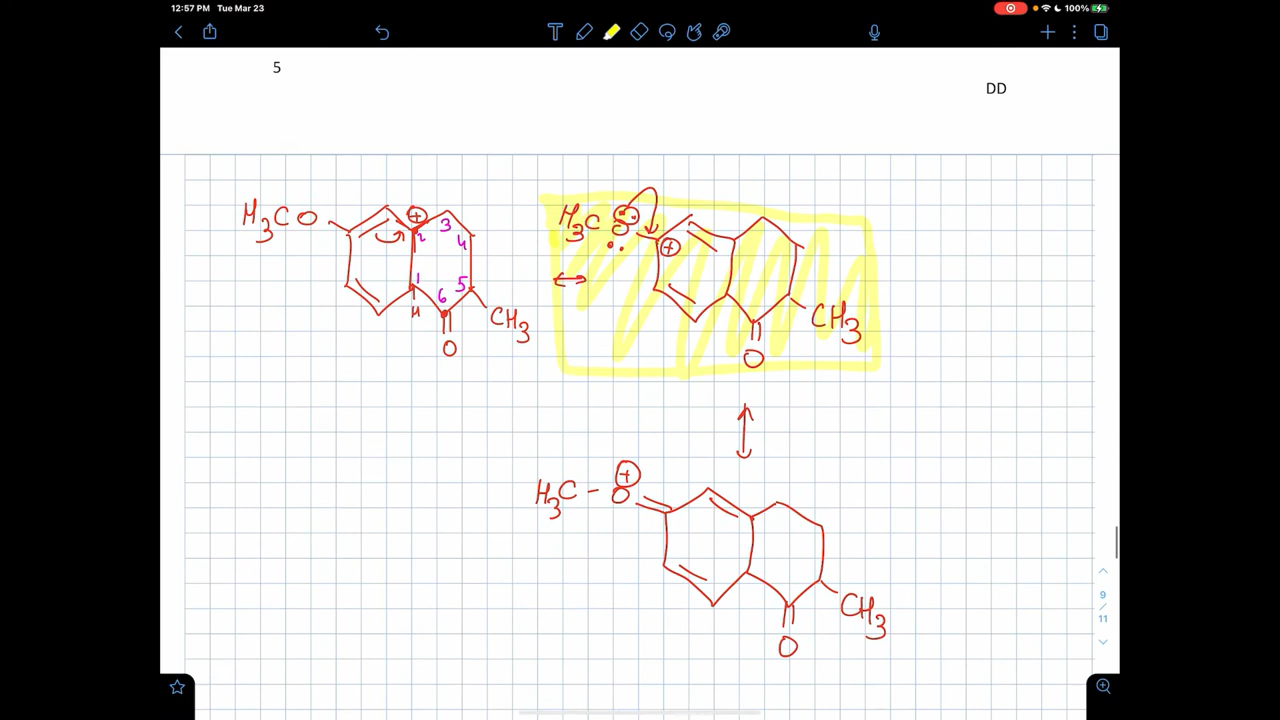 12:57 PM Tue Mar 23
100%
5
DD
H₃CO
+
2
3
4
1
5
6
H
CH₃
O
H₃C O
+
CH₃
O
+
H₃C - O
CH₃
O
9
/
11